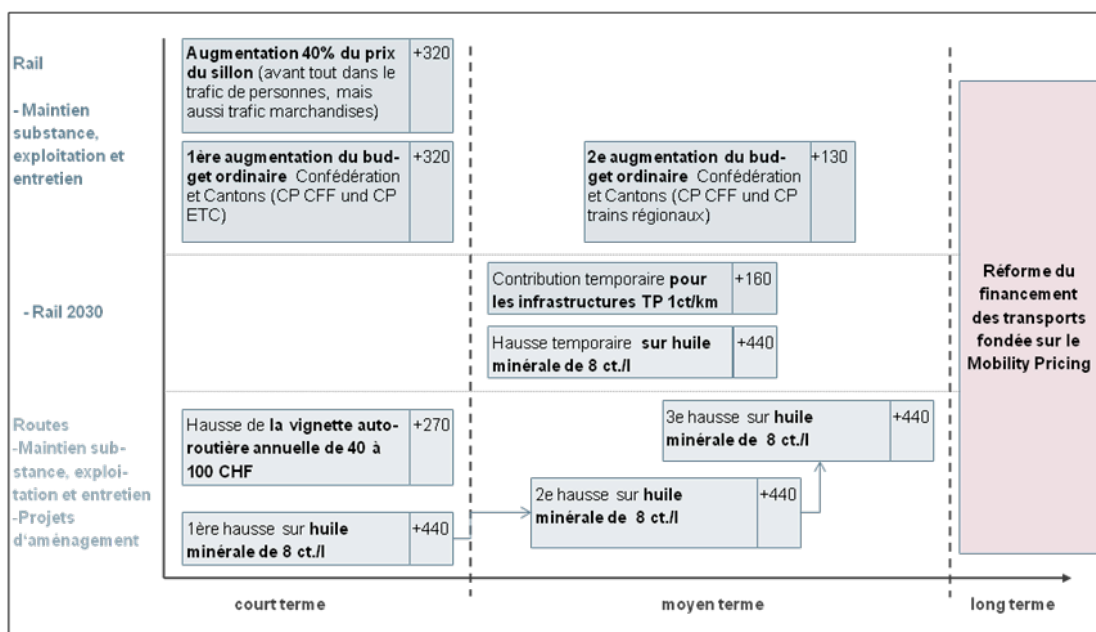 Rail
- Maintien
substance,
exploitation et
entretien
Augmentation 40% du prix
du sillon (avant tout dans le
trafic de personnes, mais
aussi trafic marchandises)
+320
1ère augmentation du bud-
get ordinaire Confédération
et Cantons (CP CFF und CP
ETC)
+320
2e augmentation du bud-
get ordinaire Confédération
et Cantons (CP CFF und CP
trains régionaux)
+130
- Rail 2030
Contribution temporaire pour
les infrastructures TP 1ct/km
+160
Hausse temporaire sur huile
minérale de 8 ct./l
+440
Routes
-Maintien sub-
stance, exploi-
tation et entretien
-Projets
d'aménagement
Hausse de la vignette auto-
routière annuelle de 40 à
100 CHF
+270
1ère hausse sur huile
minérale de 8 ct./l
+440
2e hausse sur huile
minérale de 8 ct./l
+440
3e hausse sur huile
minérale de 8 ct./l
+440
Réforme du
financement
des transports
fondée sur le
Mobility Pricing
court terme
moyen terme
long terme